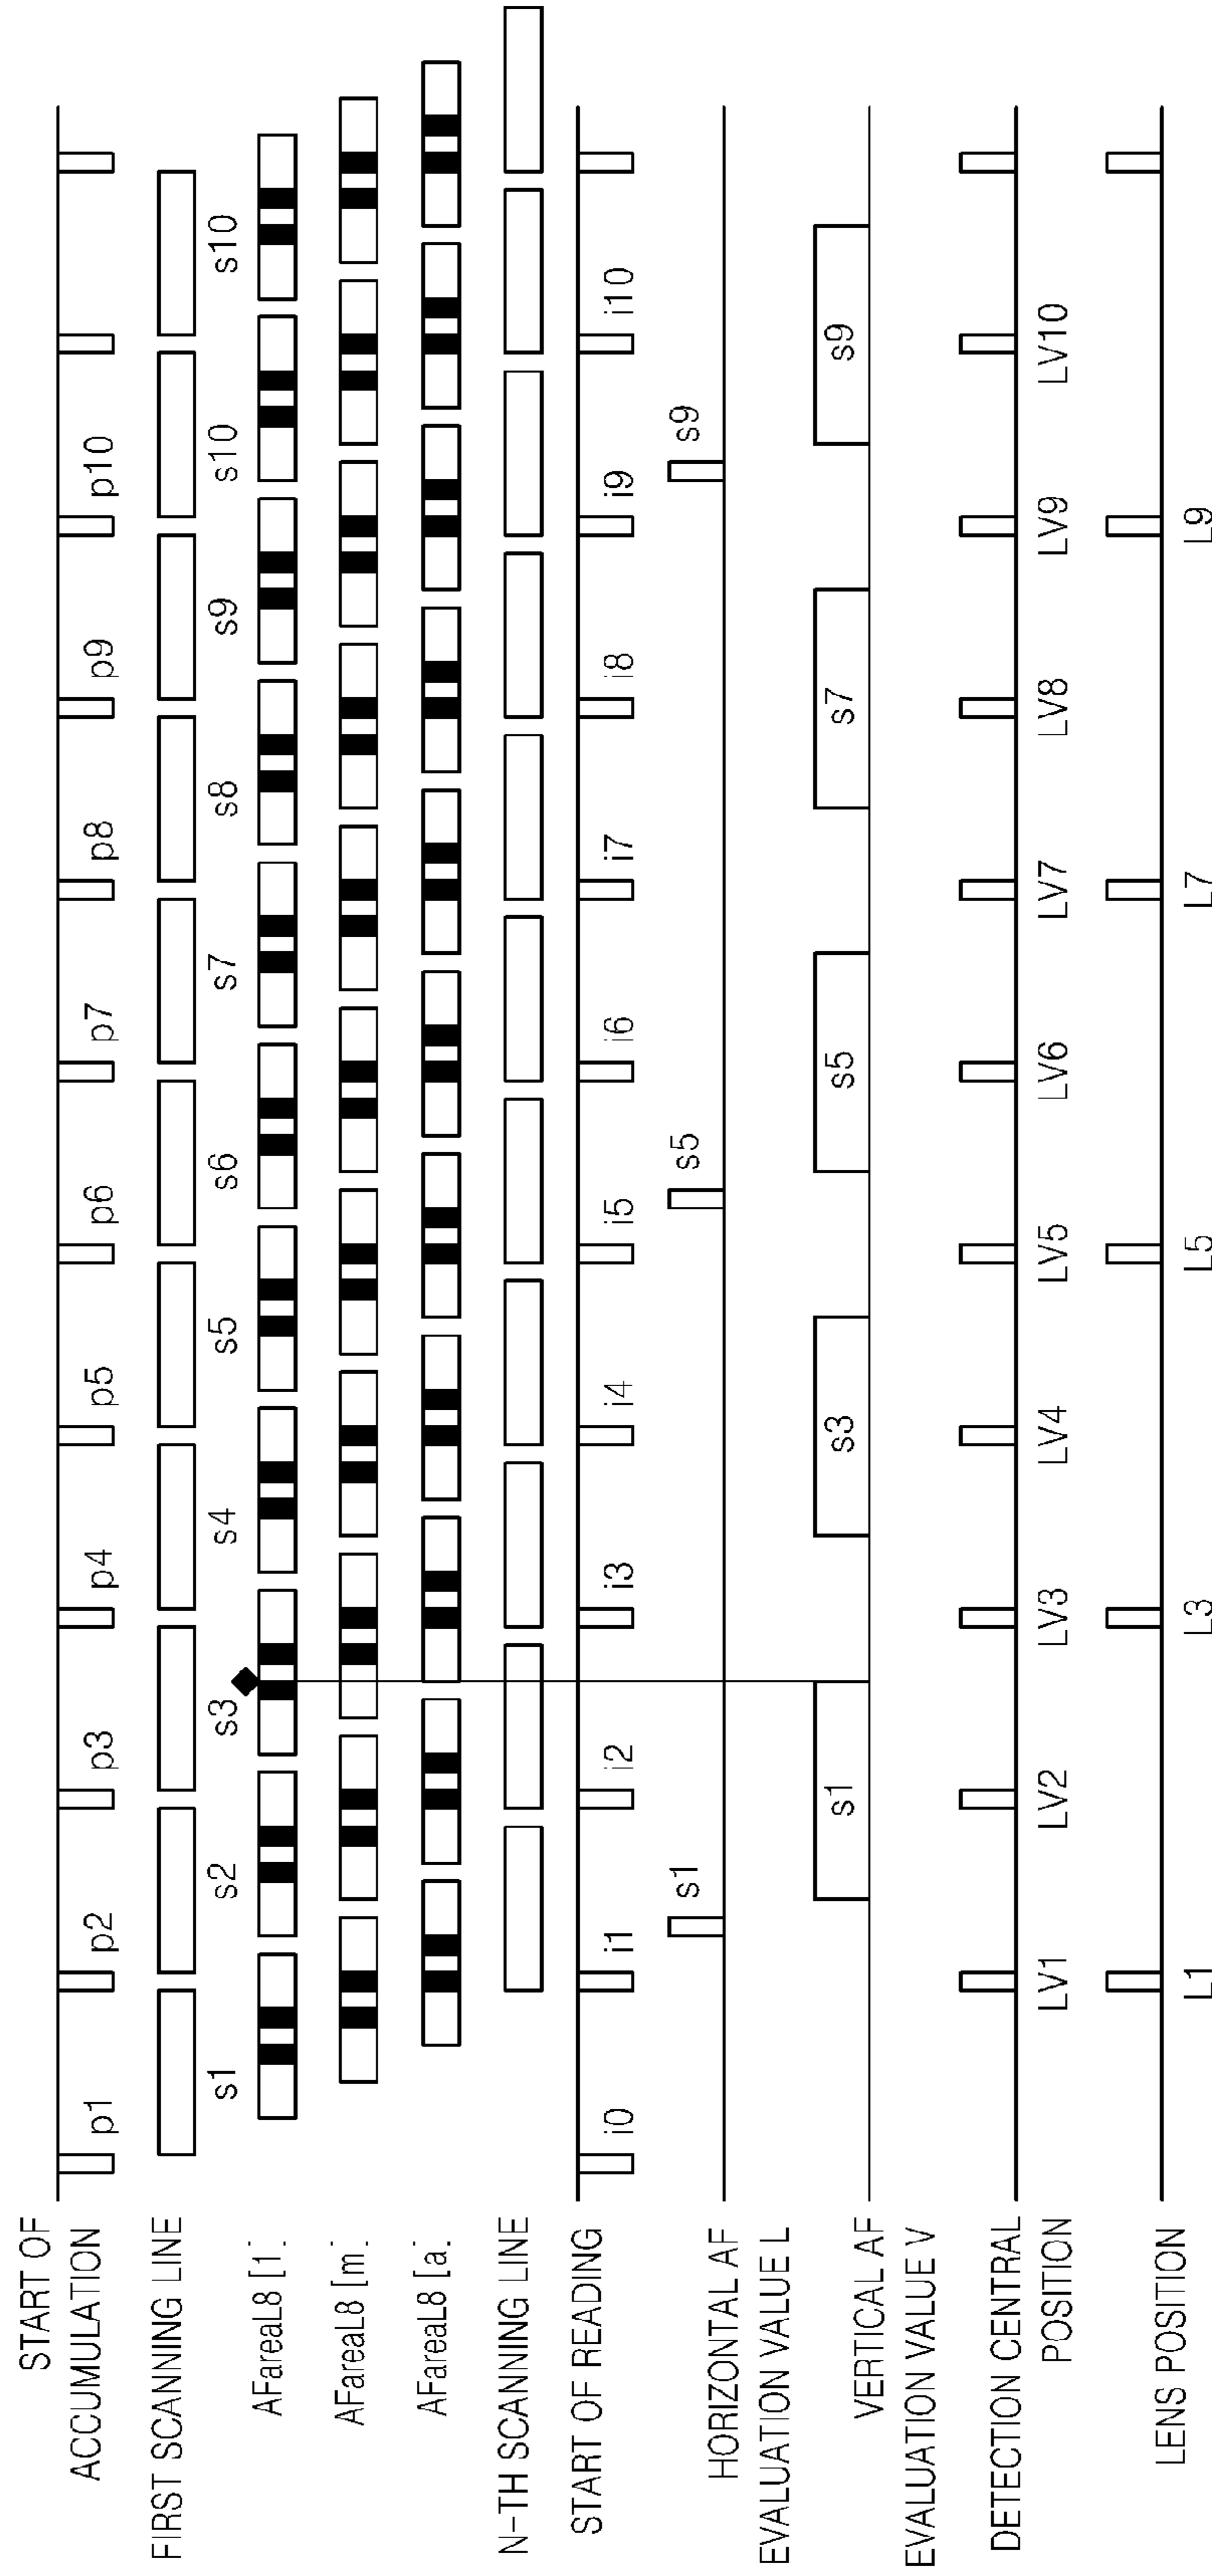 START OF
ACCUMULATION
p1 p2 p3 p4 p5 p6 p7 p8 p9 p10
FIRST SCANNING LINE
s1 s2 s3 s4 s5 s6 s7 s8 s9 s10 s10
AFareaL8 [1]
AFareaL8 [m]
AFareaL8 [a]
N-TH SCANNING LINE
START OF READING
i0 i1 i2 i3 i4 i5 i6 i7 i8 i9 i10
HORIZONTAL AF
EVALUATION VALUE L
s1 s5 s9
VERTICAL AF
EVALUATION VALUE V
s1 s3 s5 s7 s9
DETECTION CENTRAL
POSITION
LV1 LV2 LV3 LV4 LV5 LV6 LV7 LV8 LV9 LV10
LENS POSITION
L1 L3 L5 L7 L9